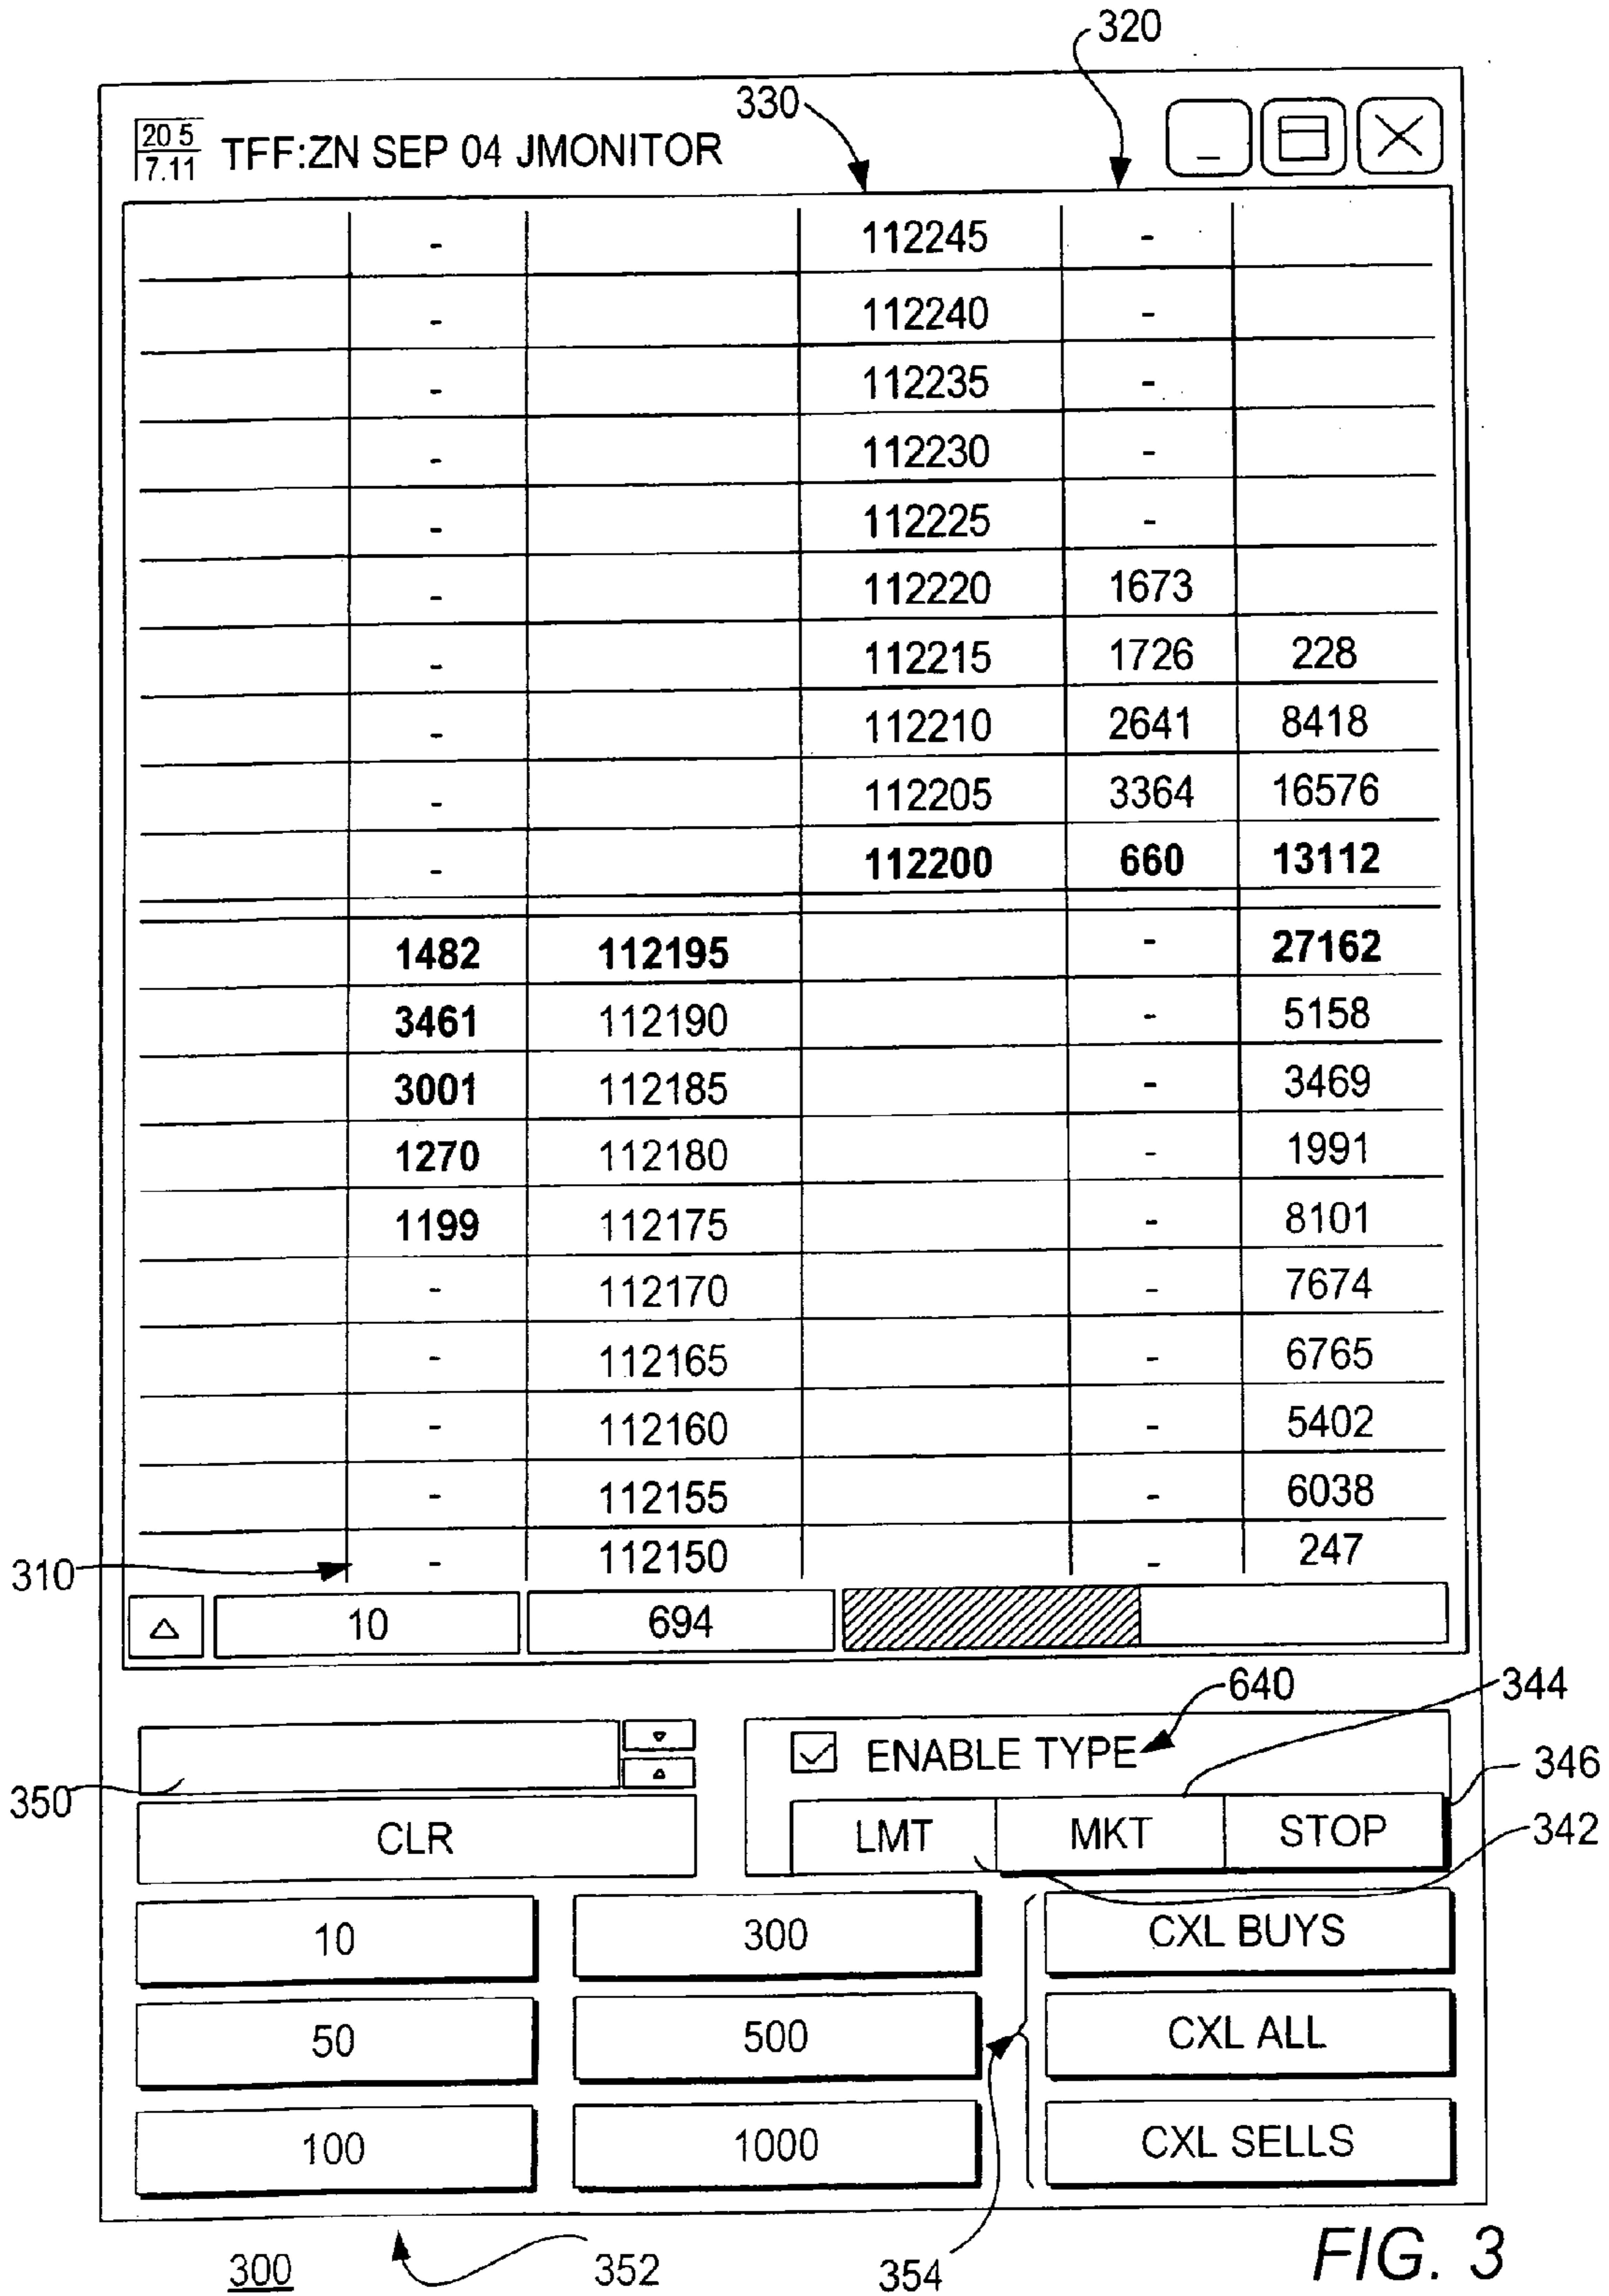 320
330
20 5
7.11
TFF:ZN SEP 04 JMONITOR
- 112245 -
- 112240 -
- 112235 -
- 112230 -
- 112225 -
- 112220 1673
- 112215 1726 228
- 112210 2641 8418
- 112205 3364 16576
- 112200 660 13112
1482 112195 - 27162
3461 112190 - 5158
3001 112185 - 3469
1270 112180 - 1991
1199 112175 - 8101
- 112170 - 7674
- 112165 - 6765
- 112160 - 5402
- 112155 - 6038
310 - 112150 - 247
10 694
640 344
ENABLE TYPE 346
350
CLR LMT MKT STOP 342
10 300 CXL BUYS
50 500 CXL ALL
100 1000 CXL SELLS
300 352 354 FIG. 3